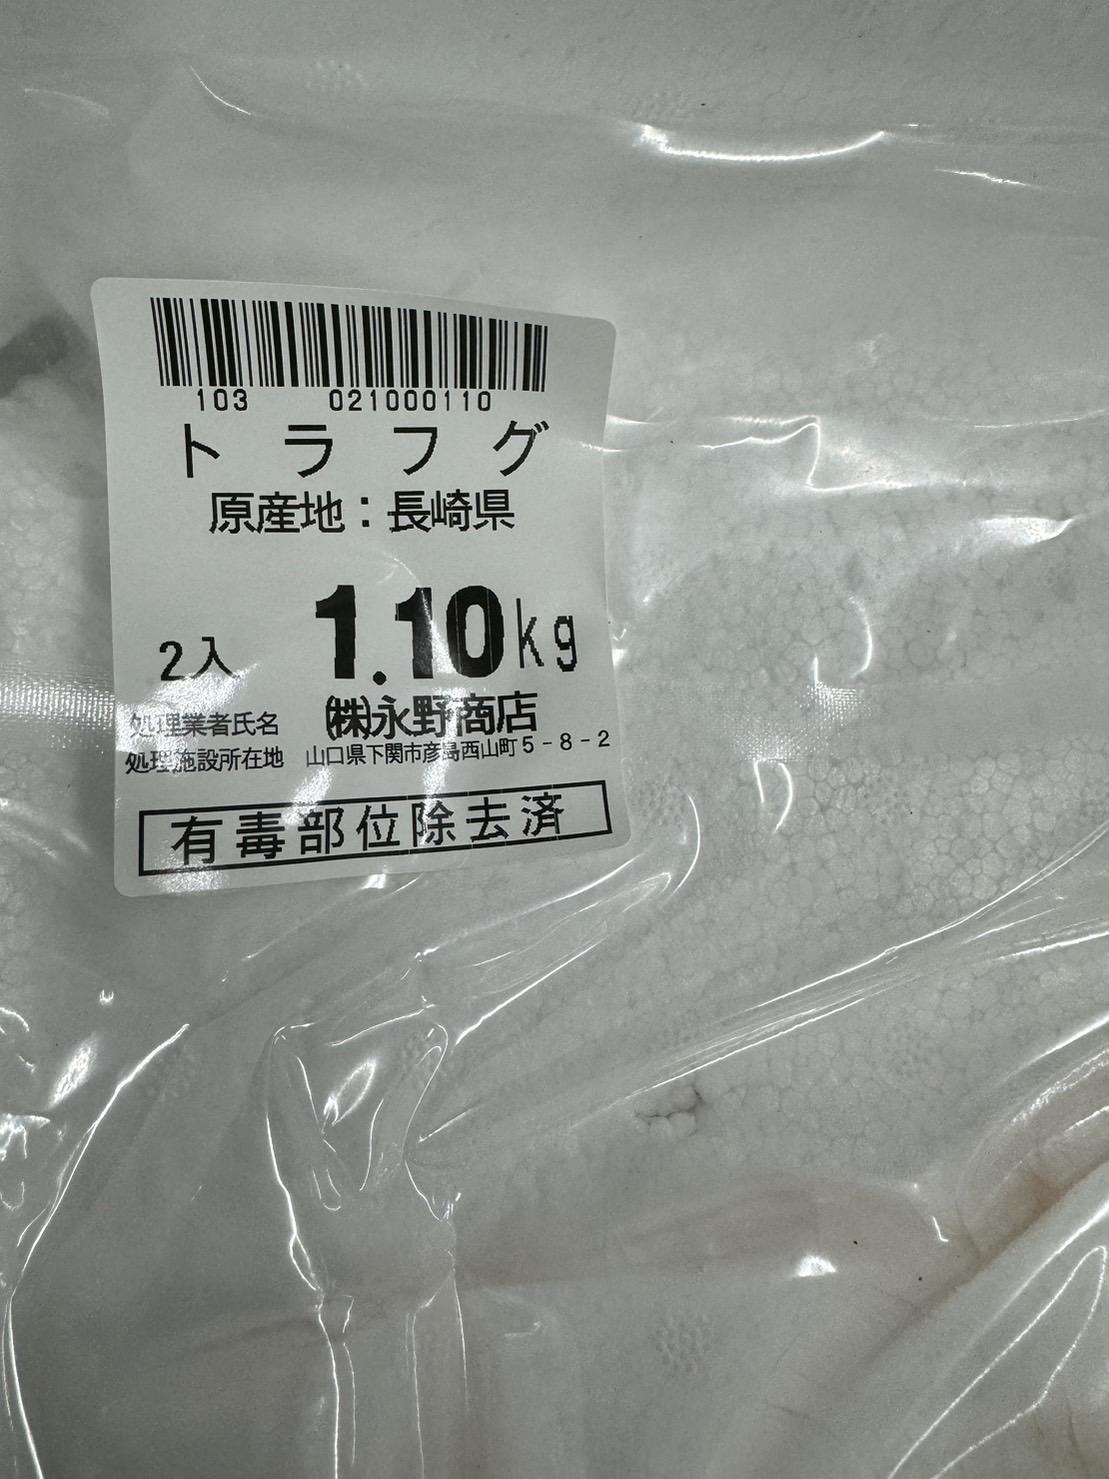 103 021000110
トラフグ
原産地：長崎県
2入 1.10kg
処理業者氏名 ㈱永野商店
処理施設所在地 山口県下関市彦島西山町5-8-2
有毒部位除去済